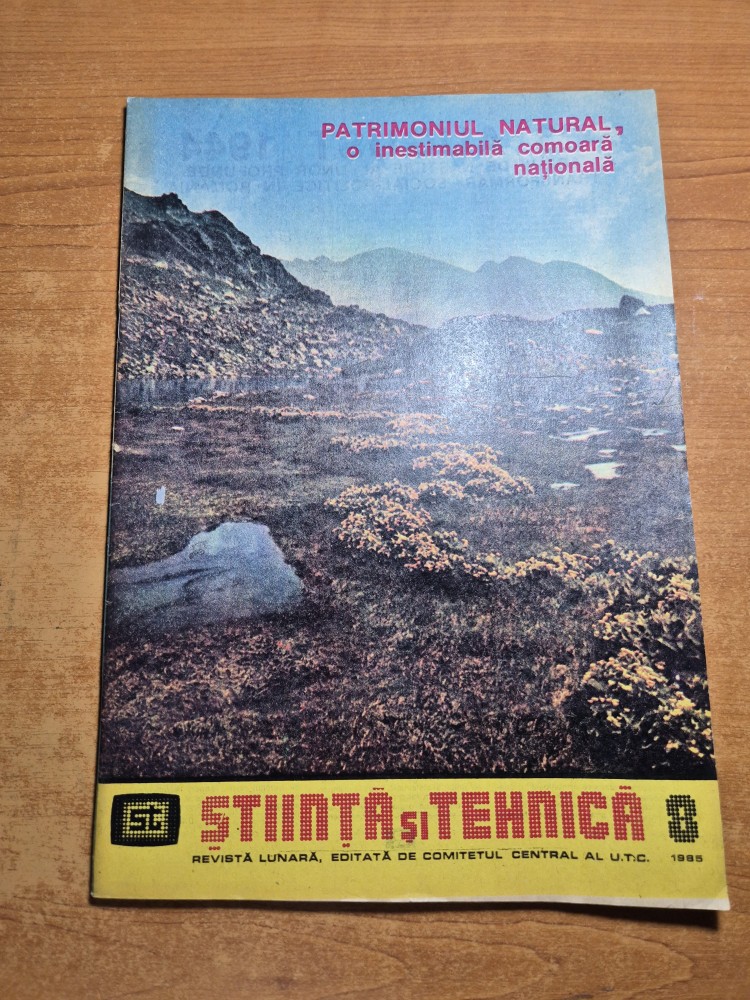 PATRIMONIUL NATURAL,
o inestimabilă comoară
națională
st
ȘTIINȚĂ ȘI TEHNICĂ 8
REVISTĂ LUNARĂ, EDITATĂ DE COMITETUL CENTRAL AL U.T.C. 1985